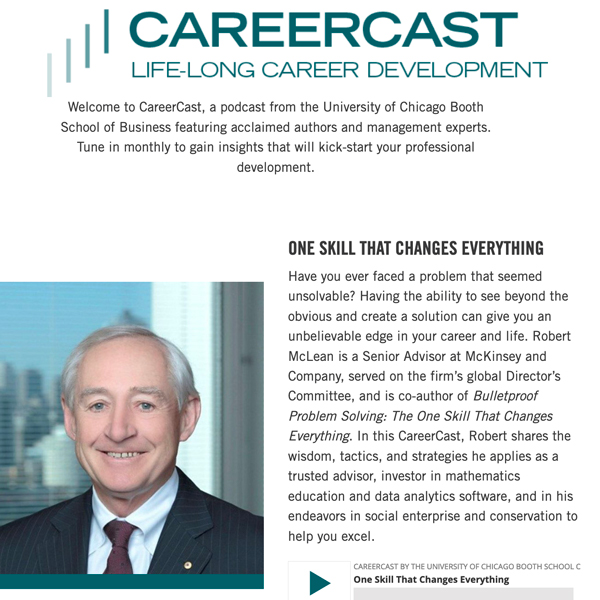 CAREERCAST
LIFE-LONG CAREER DEVELOPMENT
Welcome to CareerCast, a podcast from the University of Chicago Booth
School of Business featuring acclaimed authors and management experts.
Tune in monthly to gain insights that will kick-start your professional
development.
ONE SKILL THAT CHANGES EVERYTHING
Have you ever faced a problem that seemed
unsolvable? Having the ability to see beyond the
obvious and create a solution can give you an
unbelievable edge in your career and life. Robert
McLean is a Senior Advisor at McKinsey and
Company, served on the firm's global Director's
Committee, and is co-author of Bulletproof
Problem Solving: The One Skill That Changes
Everything. In this CareerCast, Robert shares the
wisdom, tactics, and strategies he applies as a
trusted advisor, investor in mathematics
education and data analytics software, and in his
endeavors in social enterprise and conservation to
help you excel.
CAREERCAST BY THE UNIVERSITY OF CHICAGO BOOTH SCHOOL C
One Skill That Changes Everything